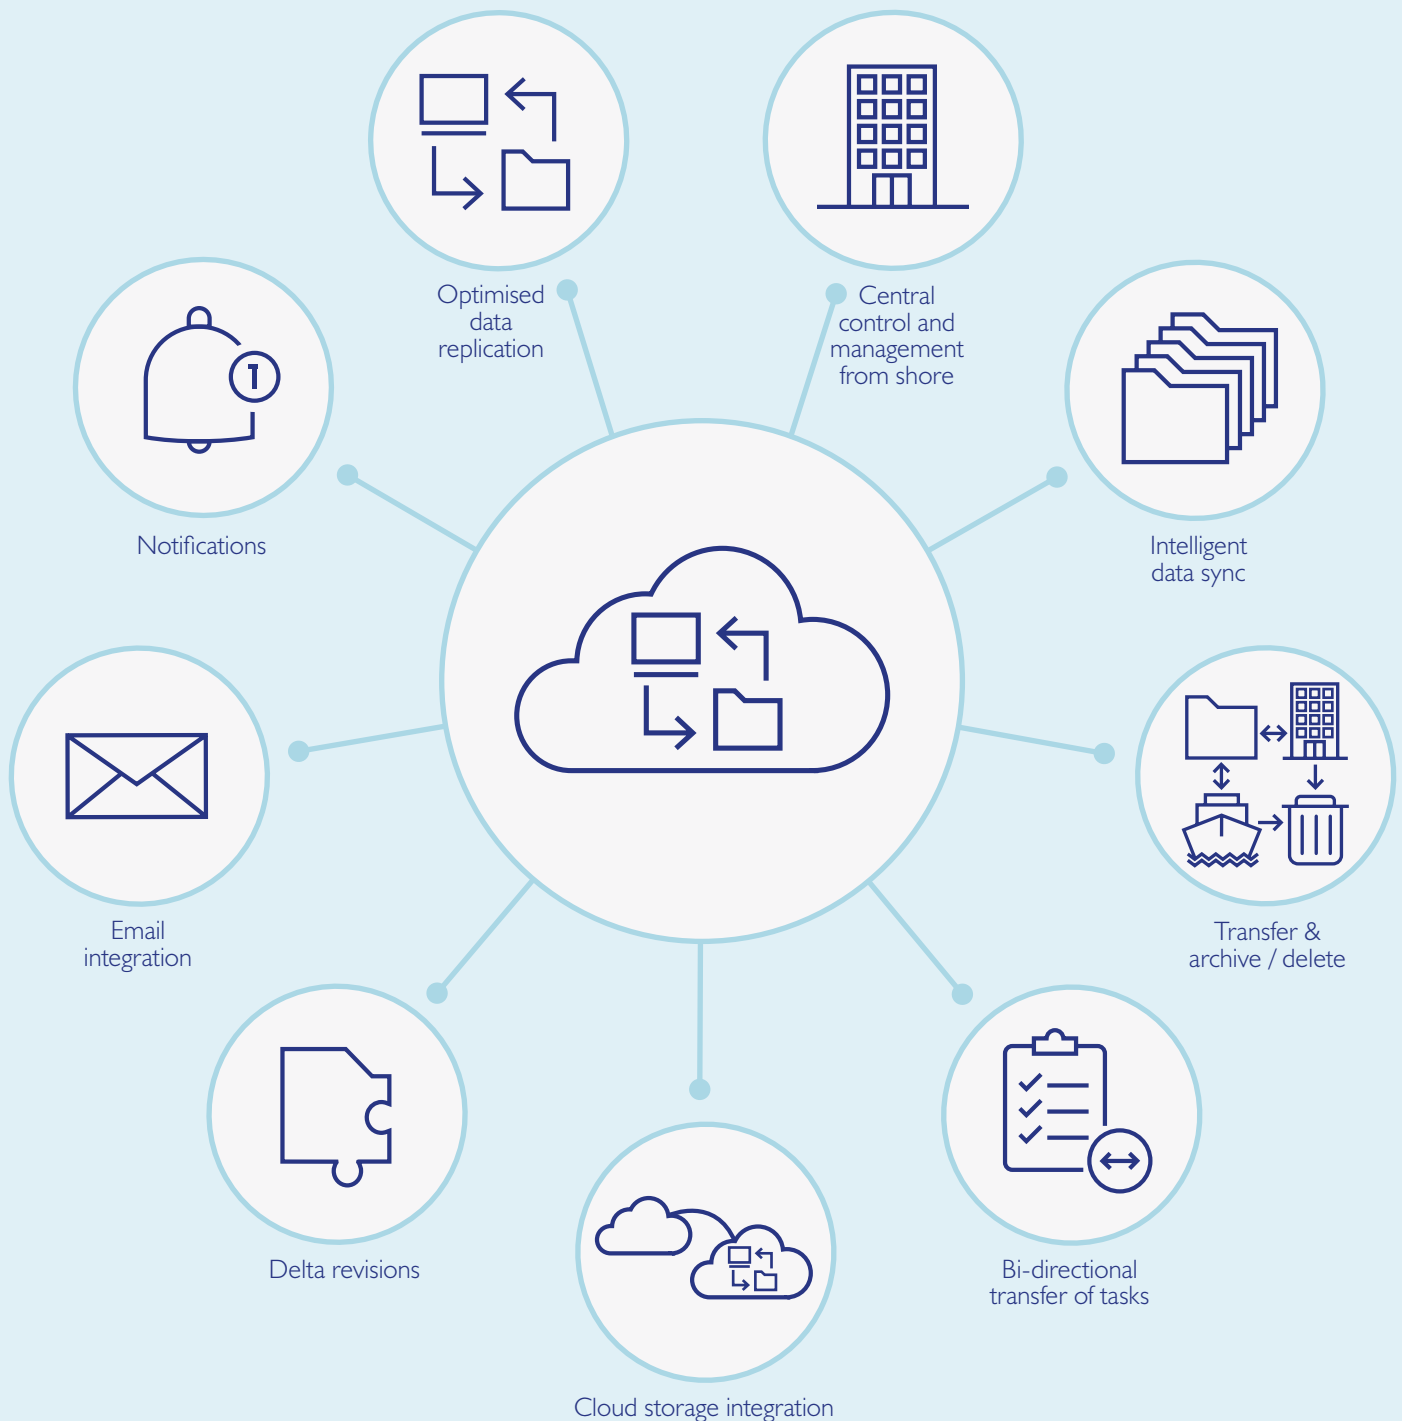 Optimised
data
replication
Central
control and
management
from shore
1
Notifications
Intelligent
data sync
Email
integration
Transfer &
archive / delete
Delta revisions
Bi-directional
transfer of tasks
Cloud storage integration